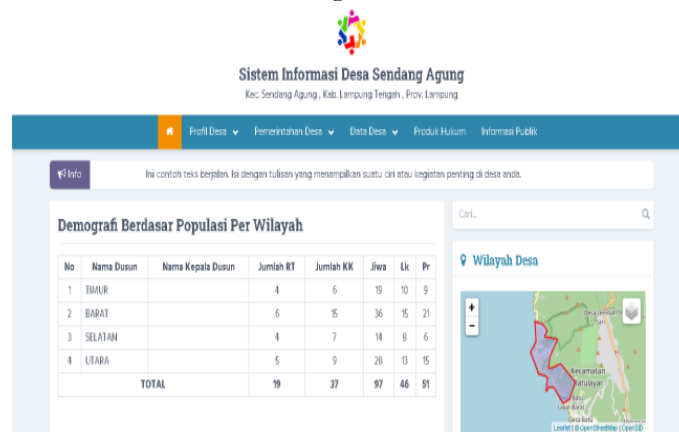 Sistem Informasi Desa Sendang Agung
Kec. Sendang Agung , Kab. Lampung Tengah , Prov. Lampung
Profil Desa Pemerintahan Desa Data Desa Produk Hukum Informasi Publik
Info Ini contoh teks berjalan. Isi dengan tulisan yang menampilkan suatu ciri atau kegiatan penting di desa anda.
Cari...
Demografi Berdasar Populasi Per Wilayah
Wilayah Desa
No Nama Dusun Nama Kepala Dusun Jumlah RT Jumlah KK Jiwa Lk Pr
1 TIMUR 4 6 19 10 9
2 BARAT 6 15 36 15 21
3 SELATAN 4 7 14 8 6
4 UTARA 5 9 28 13 15
TOTAL 19 37 97 46 51
+
-
Kecamatan
Batulayar
Leaflet | © OpenStreetMap | OpenSID